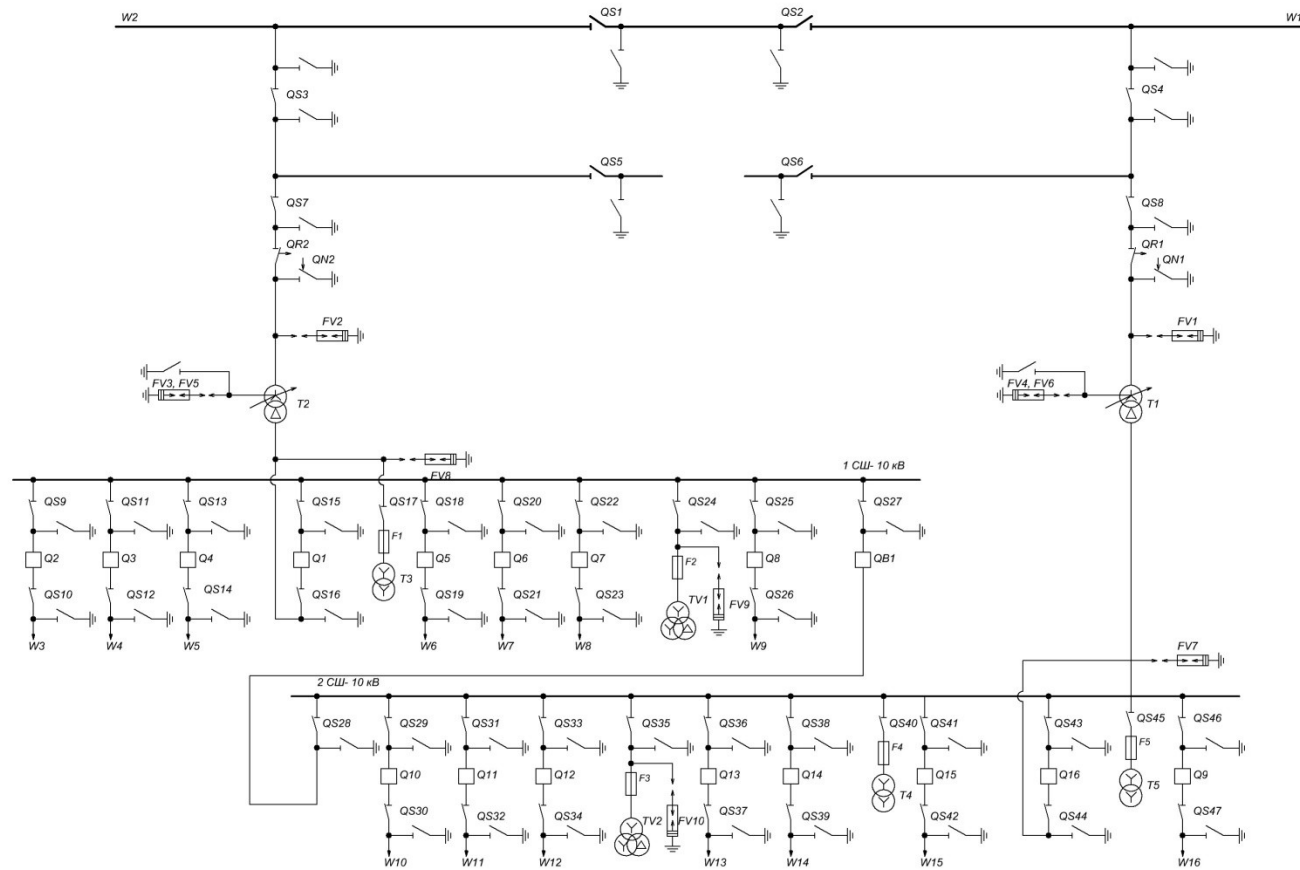 W2
QS1
QS2
W1
QS3
QS4
QS5
QS6
QS7
QS8
QR2
QR1
QN2
QN1
FV2
FV1
FV3, FV5
T2
FV4, FV6
T1
FV8
1 СШ- 10 кВ
QS9
QS11
QS13
QS15
QS17
QS18
QS20
QS22
QS24
QS25
QS27
Q2
Q3
Q4
Q1
F1
Q5
Q6
Q7
F2
Q8
QB1
T3
QS10
QS12
QS14
QS16
QS19
QS21
QS23
TV1
FV9
QS26
W3
W4
W5
W6
W7
W8
W9
FV7
2 СШ- 10 кВ
QS28
QS29
QS31
QS33
QS35
QS36
QS38
QS40
QS41
QS43
QS45
QS46
F4
F5
Q10
Q11
Q12
F3
Q13
Q14
T4
Q15
Q16
T5
Q9
QS30
QS32
QS34
TV2
FV10
QS37
QS39
QS42
QS44
QS47
W10
W11
W12
W13
W14
W15
W16